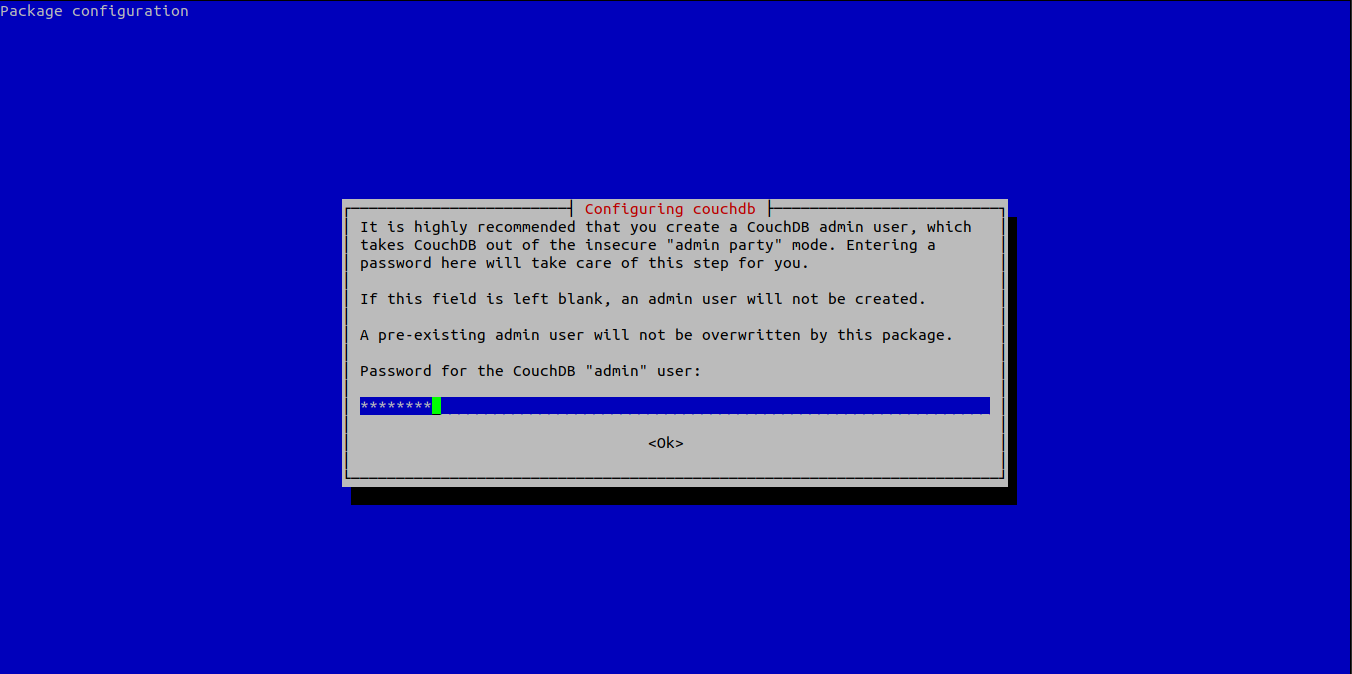 Package configuration
Configuring couchdb
It is highly recommended that you create a CouchDB admin user, which
takes CouchDB out of the insecure "admin party" mode. Entering a
password here will take care of this step for you.
If this field is left blank, an admin user will not be created.
A pre-existing admin user will not be overwritten by this package.
Password for the CouchDB "admin" user:
********
<Ok>